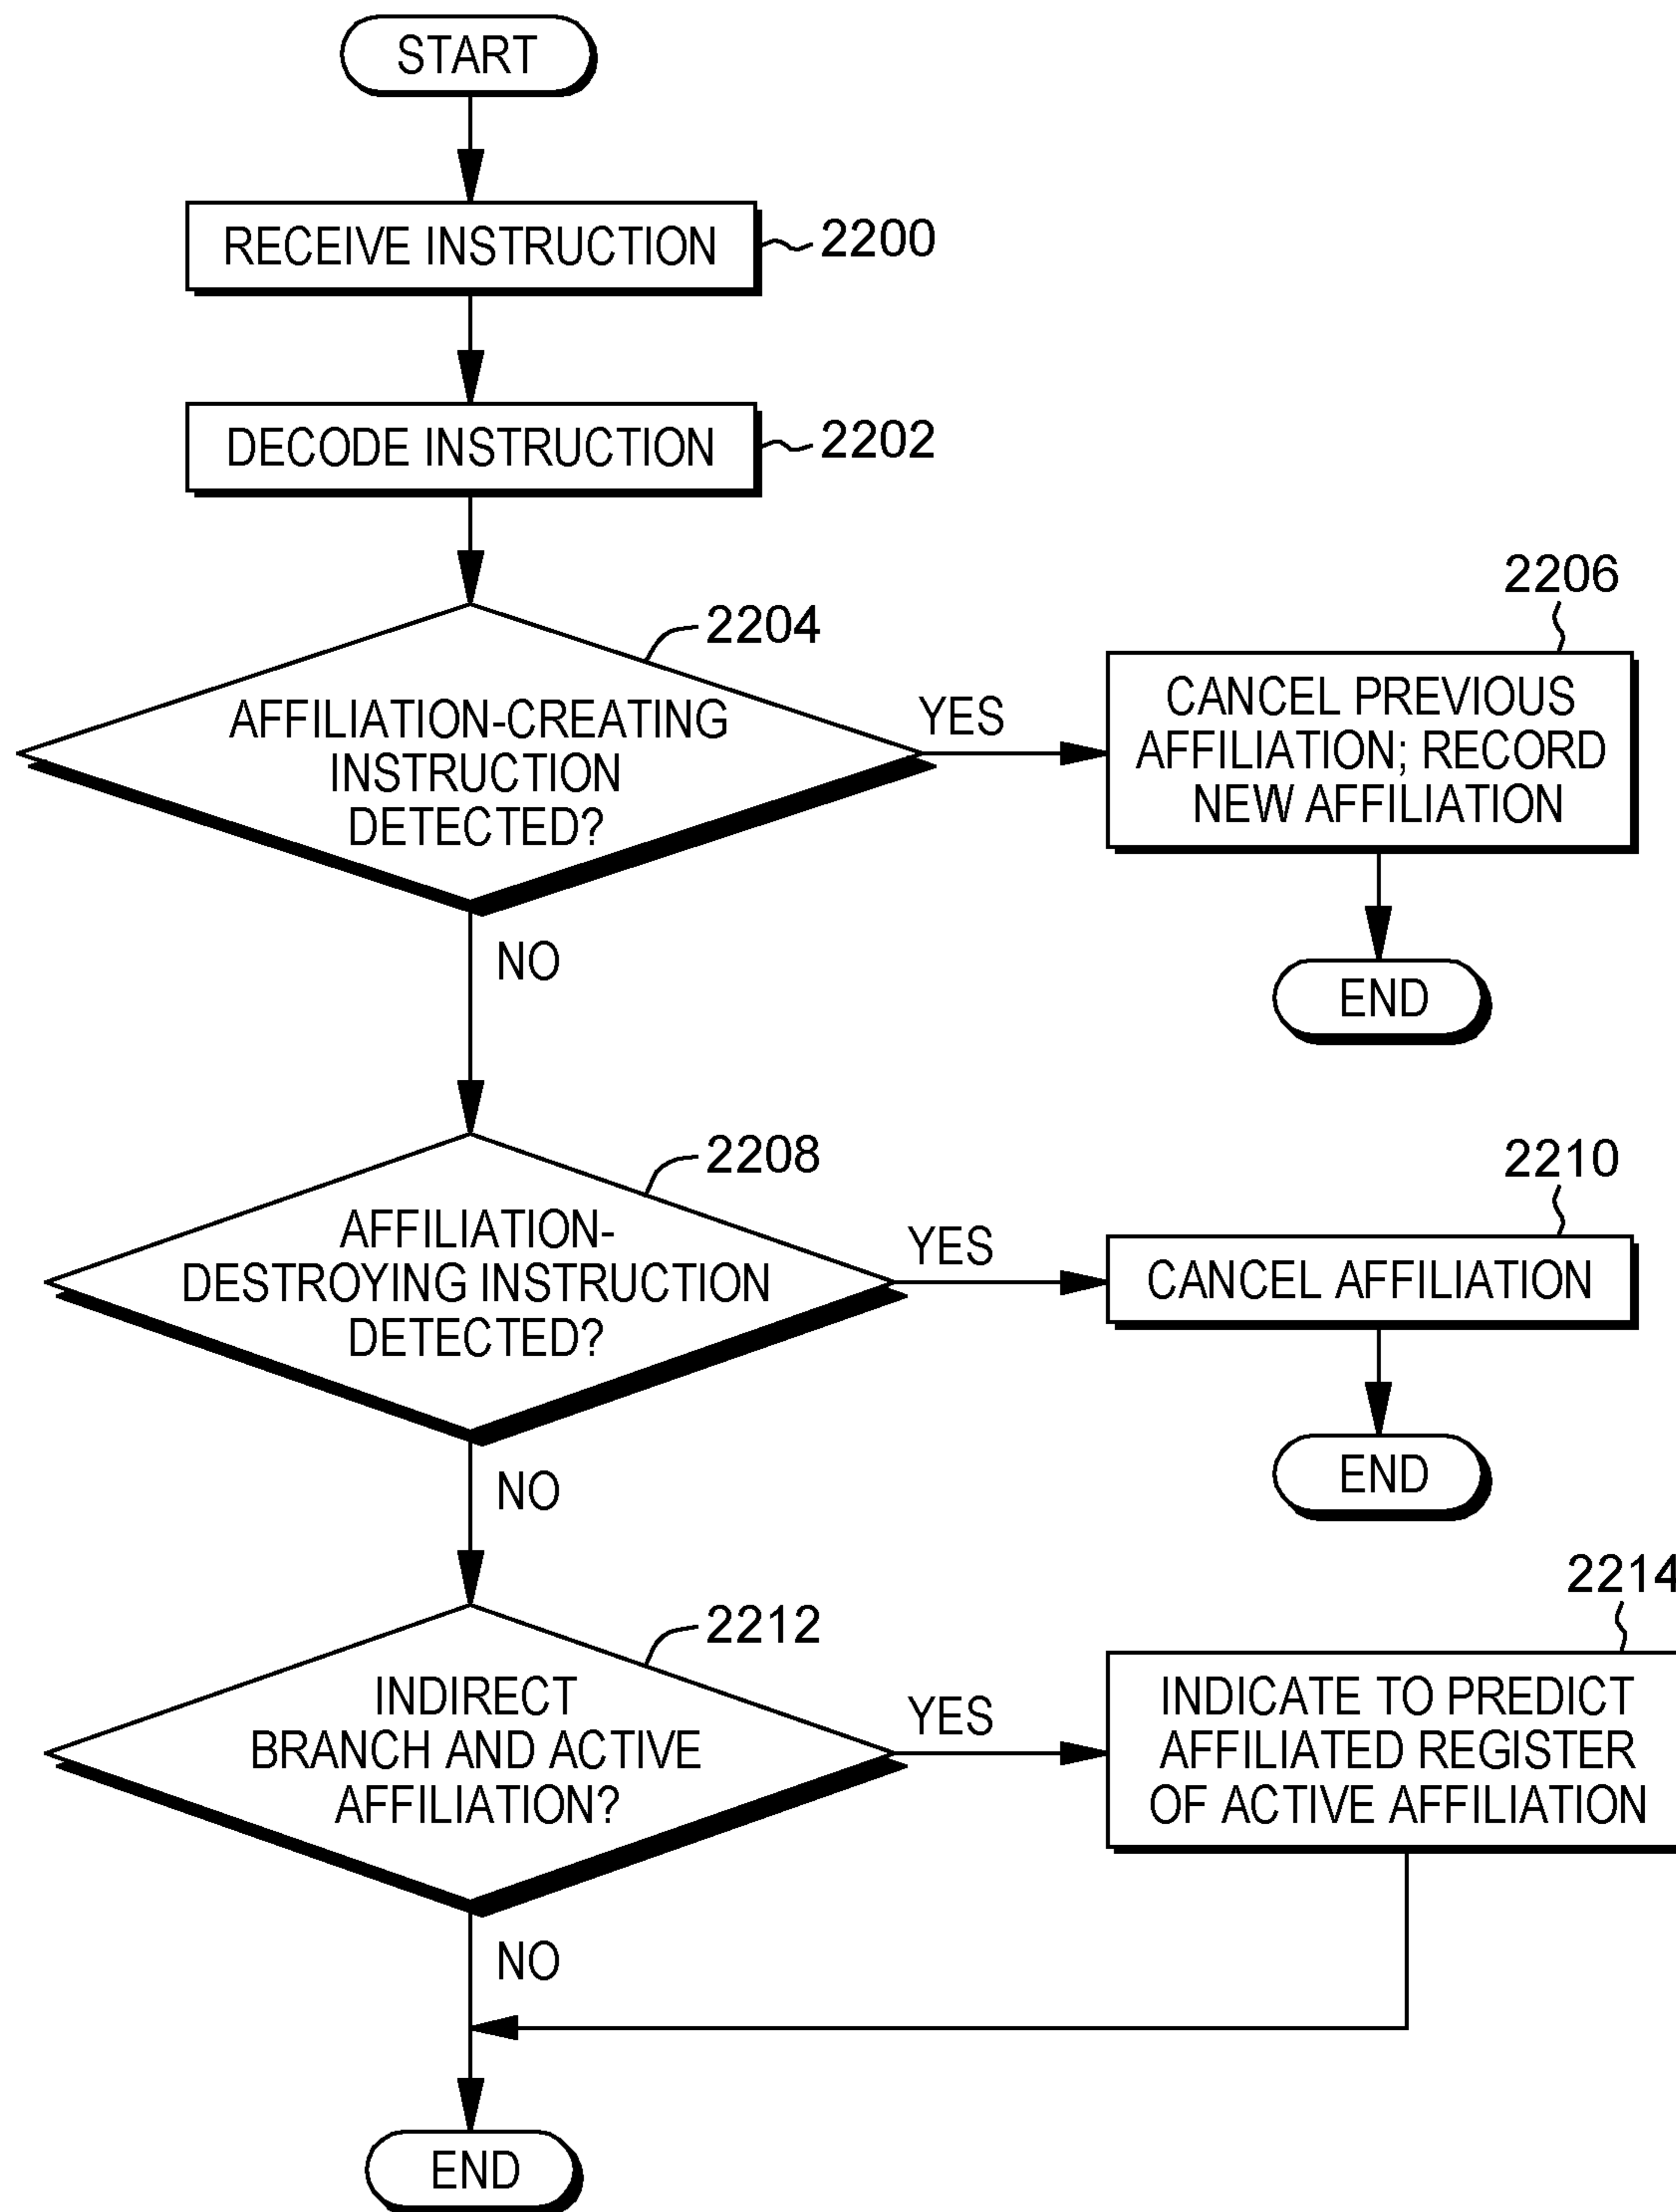 START
RECEIVE INSTRUCTION
2200
DECODE INSTRUCTION
2202
2204
AFFILIATION-CREATING
INSTRUCTION
DETECTED?
YES
2206
CANCEL PREVIOUS
AFFILIATION; RECORD
NEW AFFILIATION
END
NO
2208
AFFILIATION-
DESTROYING INSTRUCTION
DETECTED?
YES
2210
CANCEL AFFILIATION
END
NO
2212
INDIRECT
BRANCH AND ACTIVE
AFFILIATION?
YES
2214
INDICATE TO PREDICT
AFFILIATED REGISTER
OF ACTIVE AFFILIATION
NO
END